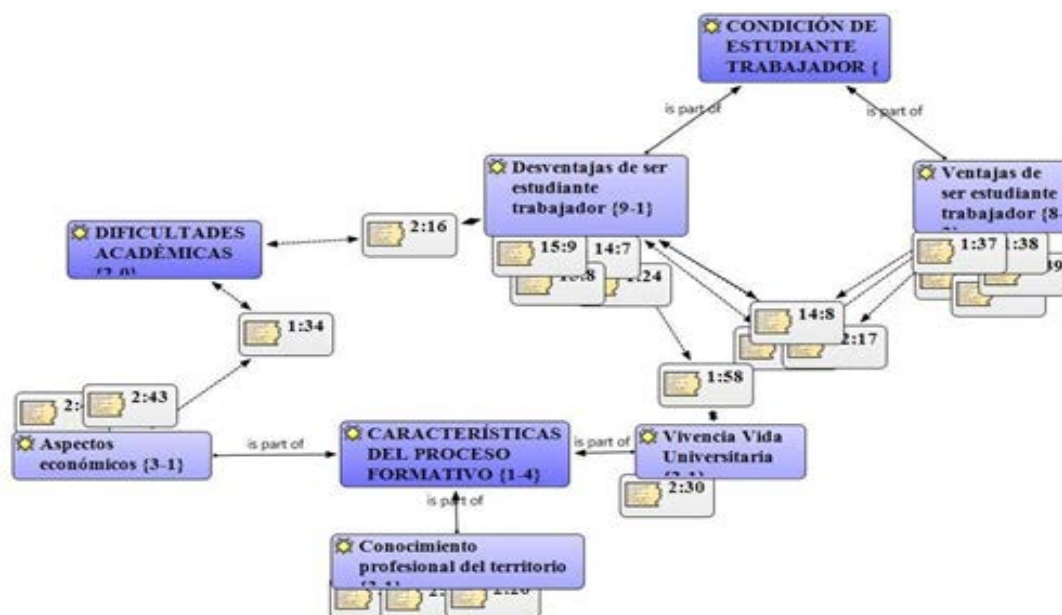 CONDICIÓN DE
ESTUDIANTE
TRABAJADOR {
is part of
is part of
Desventajas de ser
estudiante
trabajador {9-1}
Ventajas de
ser estudiante
trabajador {8-
2:16
DIFICULTADES
ACADÉMICAS
15:9
14:7
1:37
1:38
1:34
14:8
2:17
1:58
2:43
Aspectos
económicos {3-1}
is part of
CARACTERÍSTICAS
DEL PROCESO
FORMATIVO {1-4}
is part of
Vivencia Vida
Universitaria
2:30
is part of
Conocimiento
profesional del territorio